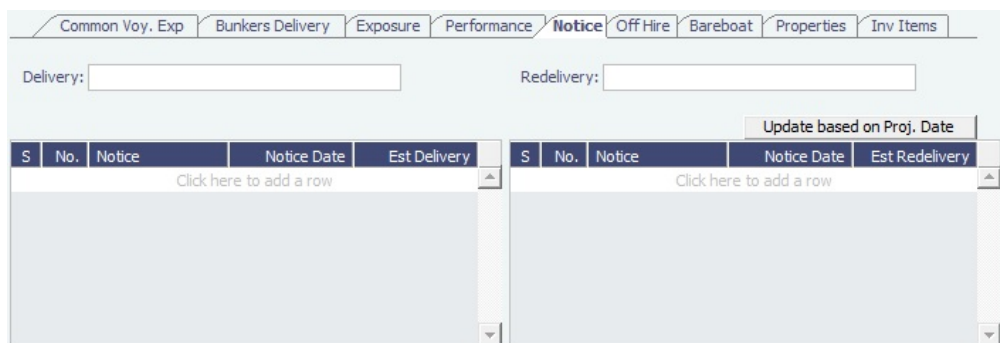 Common Voy. Exp Bunkers Delivery Exposure Performance Notice Off Hire Bareboat Properties Inv Items
Delivery: Redelivery:
Update based on Proj. Date
S No. Notice Notice Date Est Delivery S No. Notice Notice Date Est Redelivery
Click here to add a row Click here to add a row